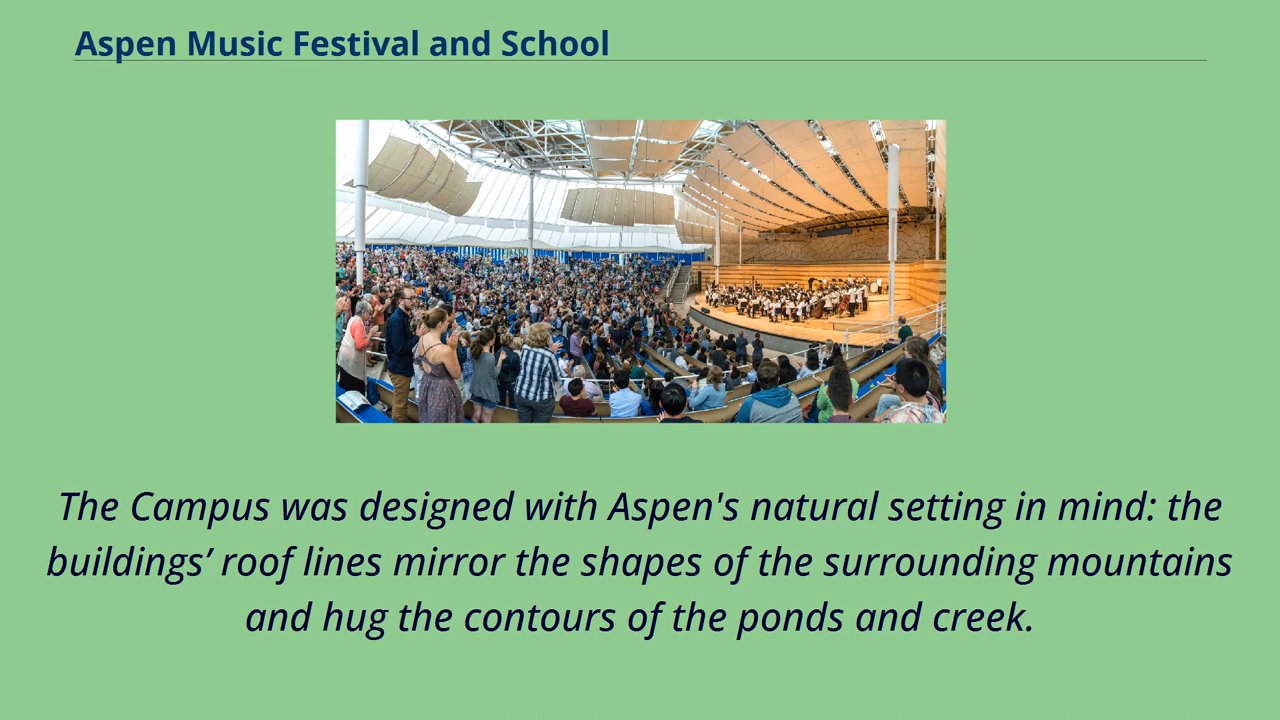 Aspen Music Festival and School
The Campus was designed with Aspen's natural setting in mind: the
buildings’ roof lines mirror the shapes of the surrounding mountains
and hug the contours of the ponds and creek.